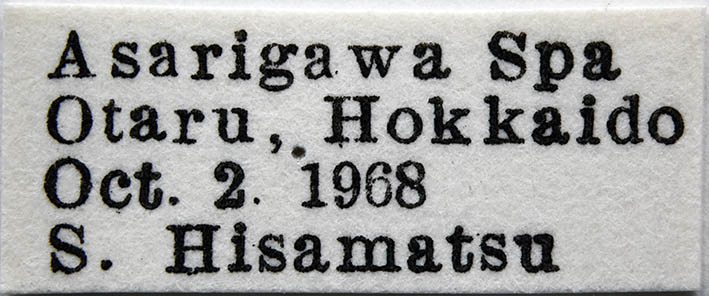 Asarigawa Spa
Otaru, Hokkaido
Oct. 2. 1968
S. Hisamatsu